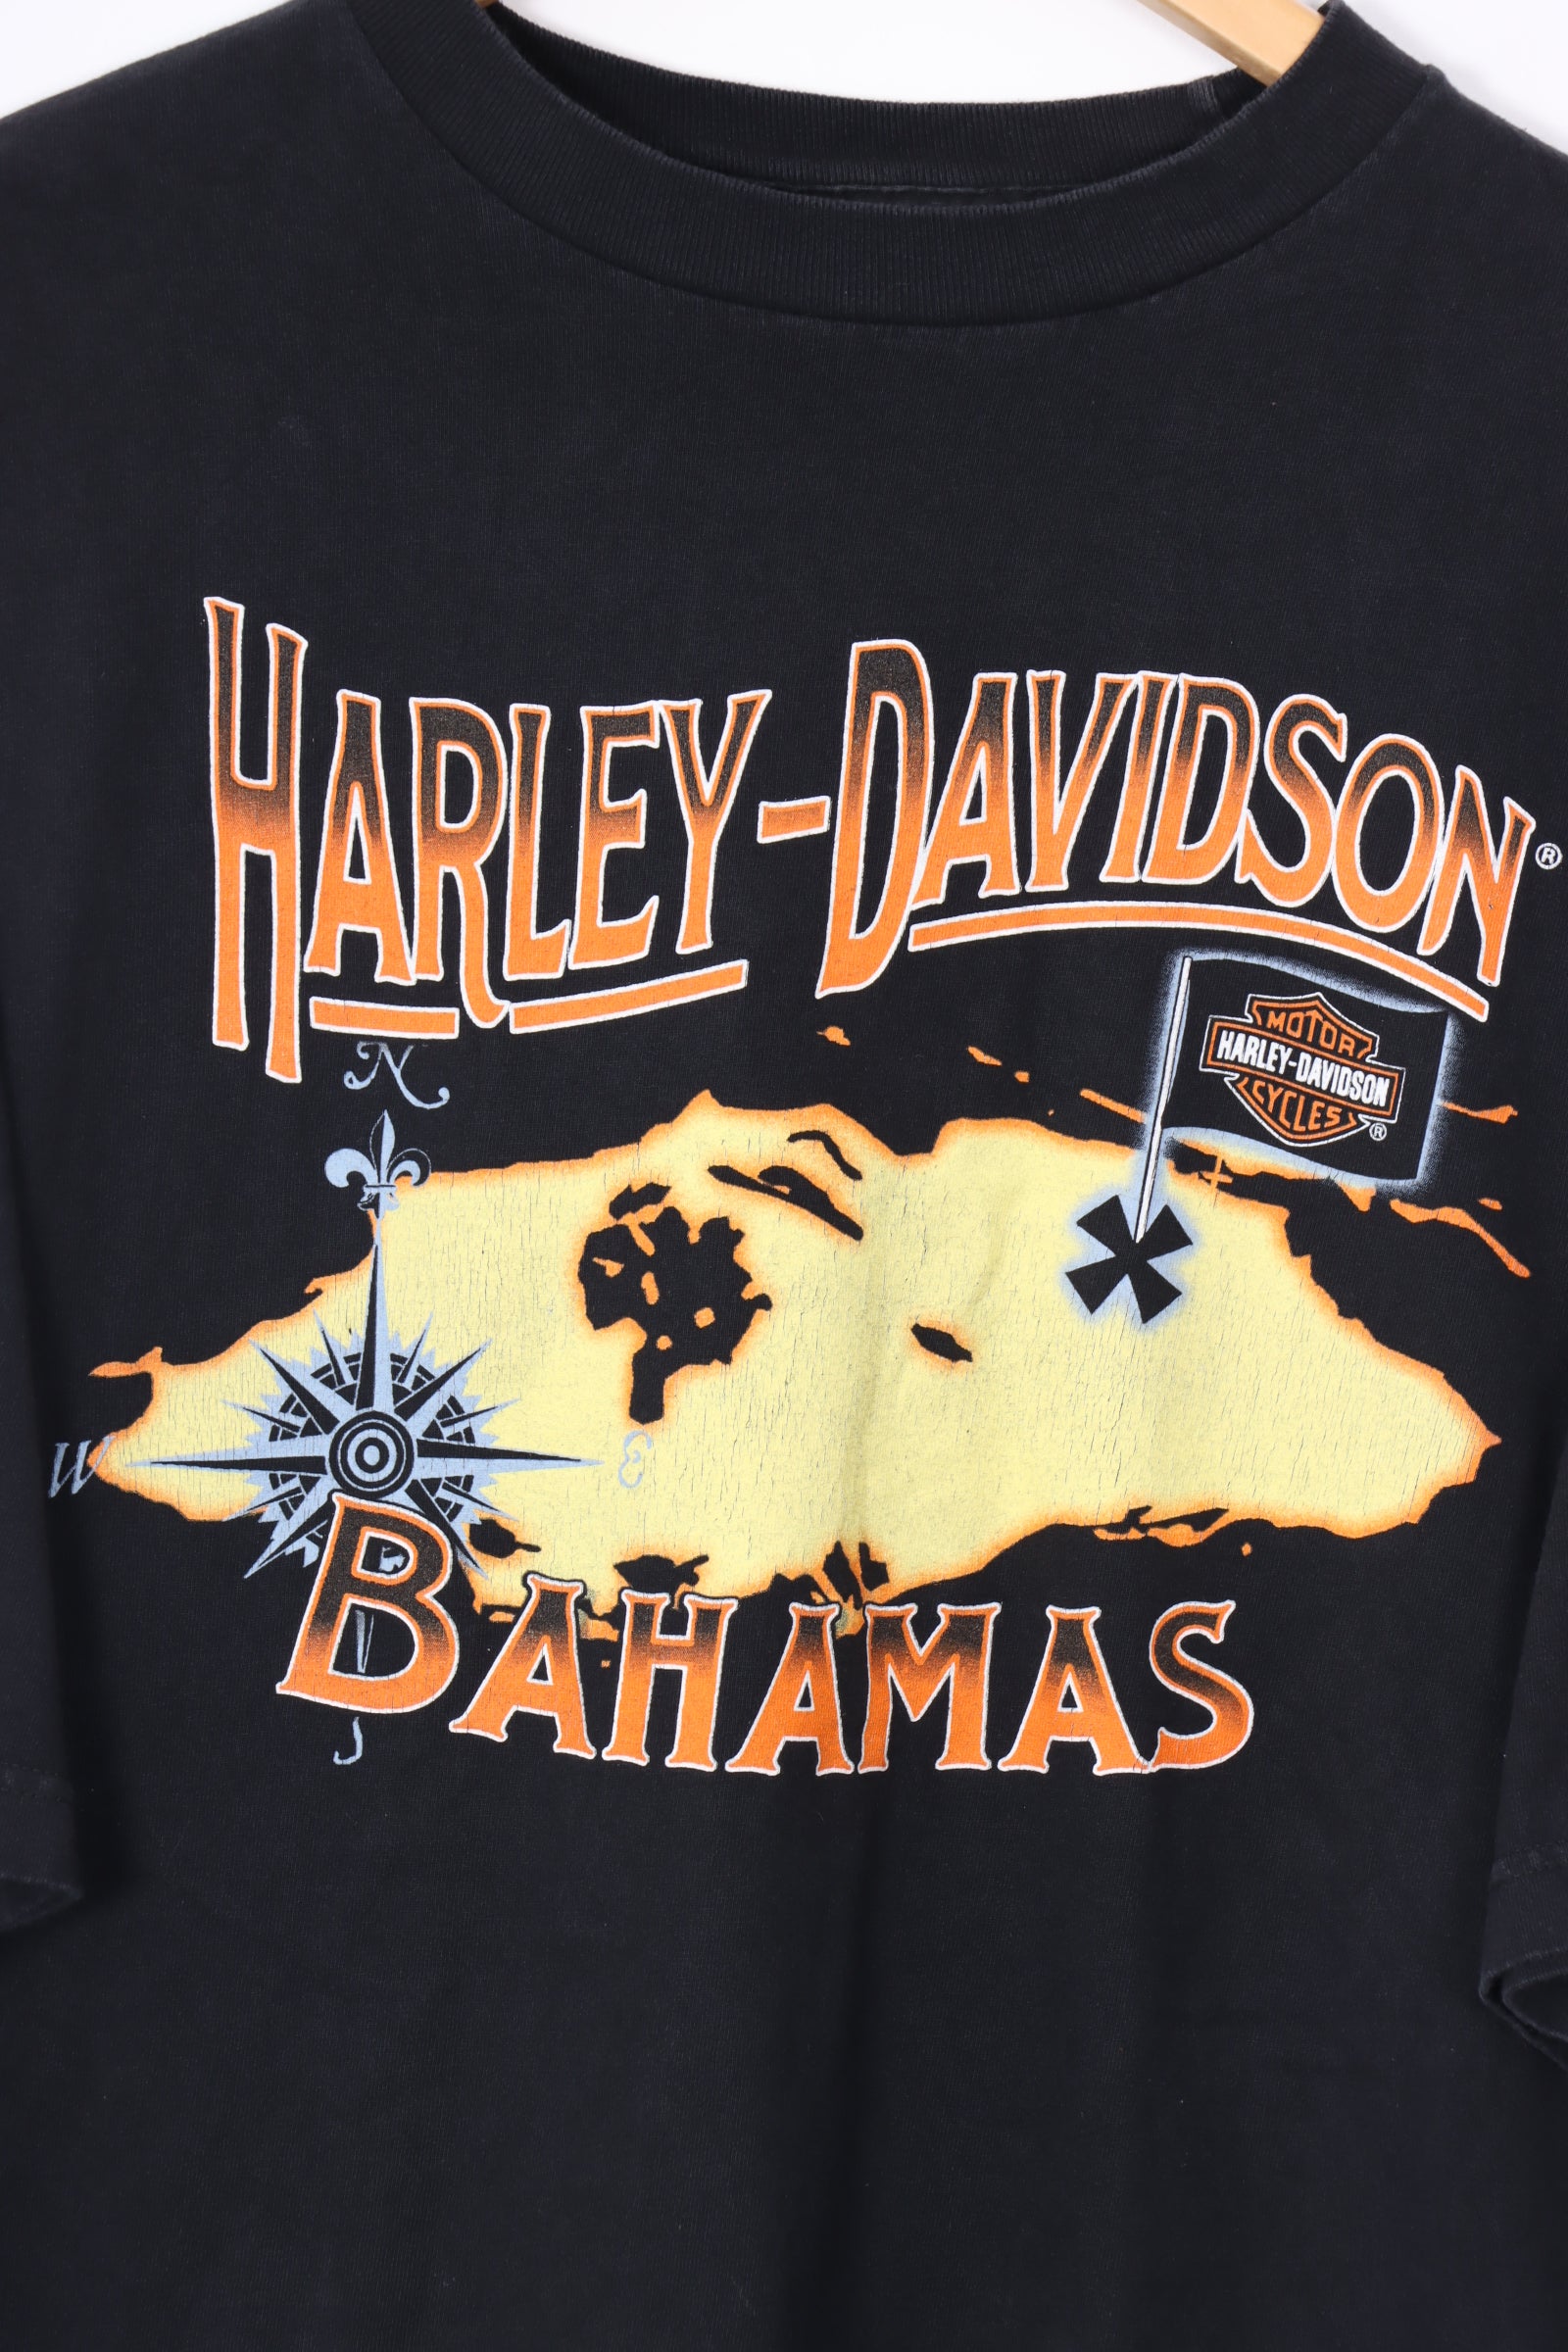 HARLEY-DAVIDSON®
N
MOTOR
HARLEY-DAVIDSON
CYCLES
®
W
E
BAHAMAS